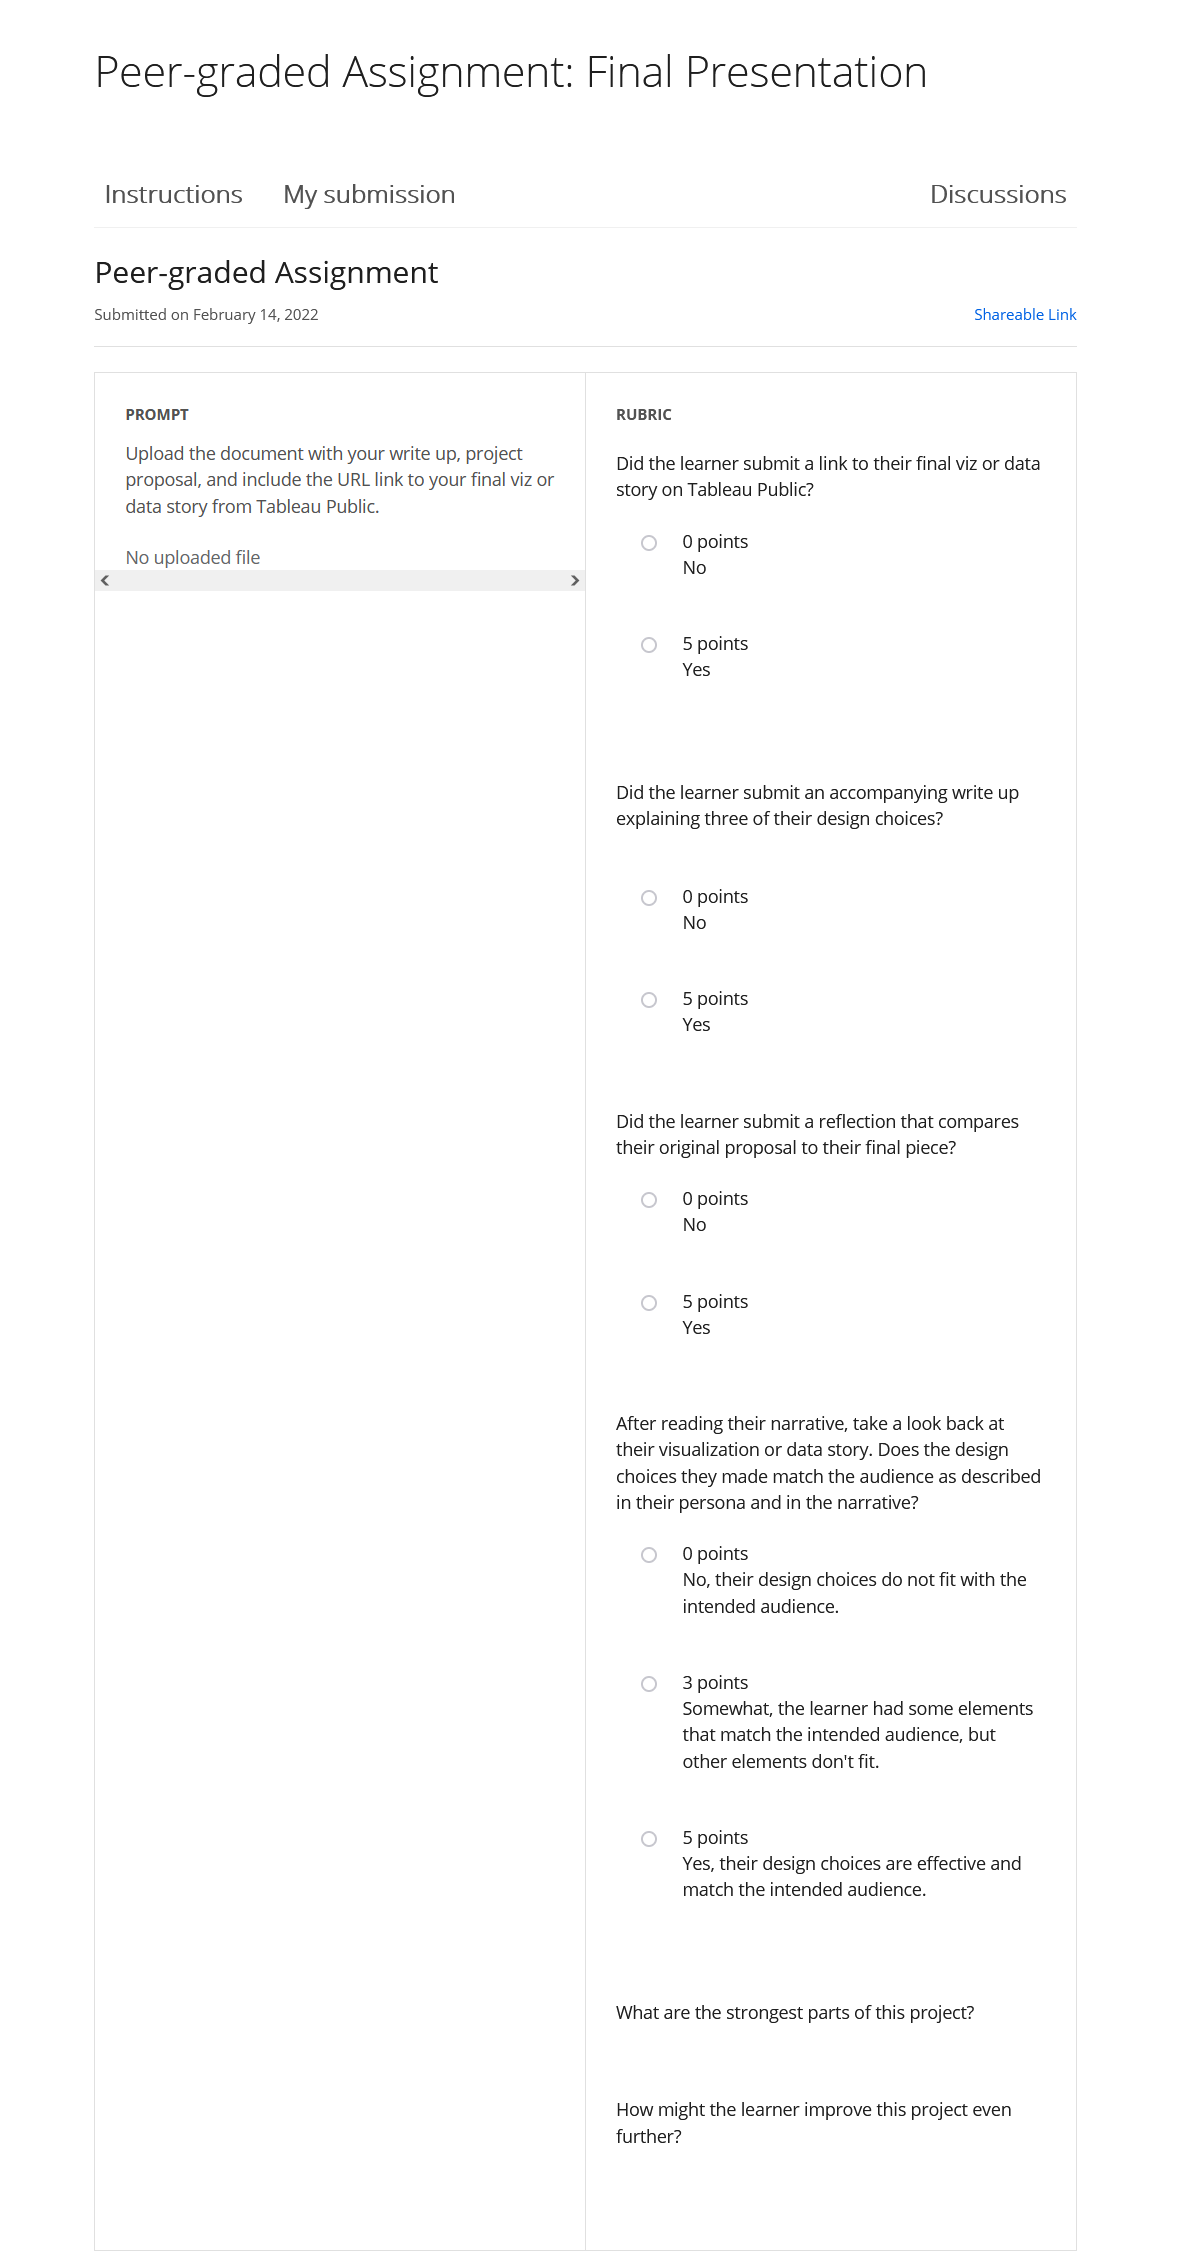 Peer-graded Assignment: Final Presentation
Instructions
My submission
Discussions
Peer-graded Assignment
Submitted on February 14, 2022
Shareable Link
PROMPT
Upload the document with your write up, project
proposal, and include the URL link to your final viz or
data story from Tableau Public.
No uploaded file
RUBRIC
Did the learner submit a link to their final viz or data
story on Tableau Public?
0 points
No
5 points
Yes
Did the learner submit an accompanying write up
explaining three of their design choices?
0 points
No
5 points
Yes
Did the learner submit a reflection that compares
their original proposal to their final piece?
0 points
No
5 points
Yes
After reading their narrative, take a look back at
their visualization or data story. Does the design
choices they made match the audience as described
in their persona and in the narrative?
0 points
No, their design choices do not fit with the
intended audience.
3 points
Somewhat, the learner had some elements
that match the intended audience, but
other elements don't fit.
5 points
Yes, their design choices are effective and
match the intended audience.
What are the strongest parts of this project?
How might the learner improve this project even
further?